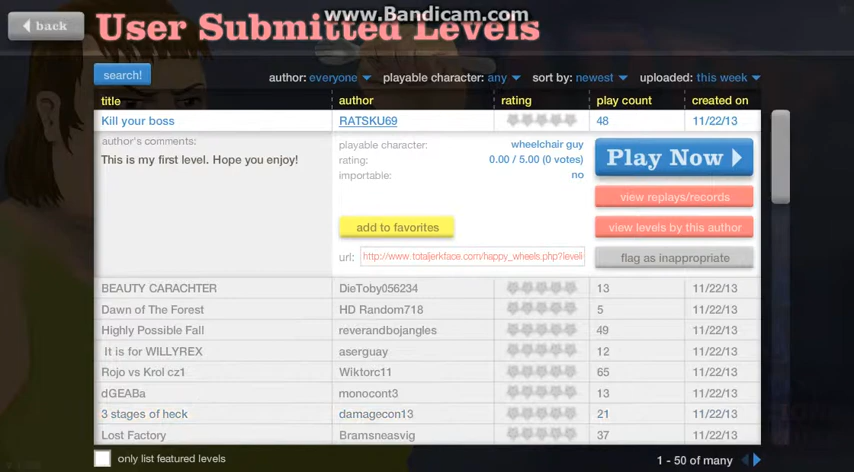 www.Bandicam.com
back
User Submitted Levels
search!
author: everyone playable character: any sort by: newest uploaded: this week
title author rating play count created on
Kill your boss RATSKU69 48 11/22/13
author's comments:
This is my first level. Hope you enjoy!
playable character: wheelchair guy
rating: 0.00 / 5.00 (0 votes)
importable: no
Play Now
view replays/records
add to favorites
view levels by this author
url: http://www.totaljerkface.com/happy_wheels.php?levell
flag as inappropriate
BEAUTY CARACHTER DieToby056234 13 11/22/13
Dawn of The Forest HD Random718 5 11/22/13
Highly Possible Fall reverandbojangles 49 11/22/13
It is for WILLYREX aserguay 12 11/22/13
Rojo vs Krol cz1 Wiktorc11 65 11/22/13
dGEABa monocont3 13 11/22/13
3 stages of heck damagecon13 21 11/22/13
Lost Factory Bramsneasvig 37 11/22/13
only list featured levels
1 - 50 of many